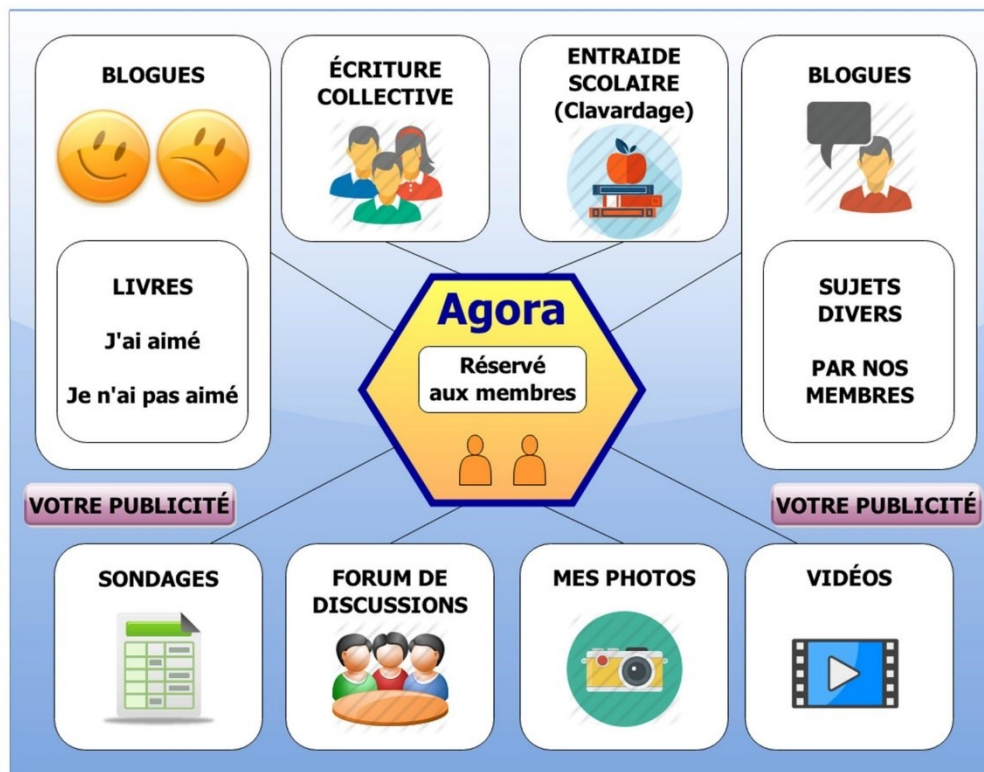 BLOGUES
LIVRES
J'ai aimé
Je n'ai pas aimé
ÉCRITURE
COLLECTIVE
ENTRAIDE
SCOLAIRE
(Clavardage)
BLOGUES
SUJETS
DIVERS
PAR NOS
MEMBRES
Agora
Réservé
aux membres
VOTRE PUBLICITÉ
VOTRE PUBLICITÉ
SONDAGES
FORUM DE
DISCUSSIONS
MES PHOTOS
VIDÉOS